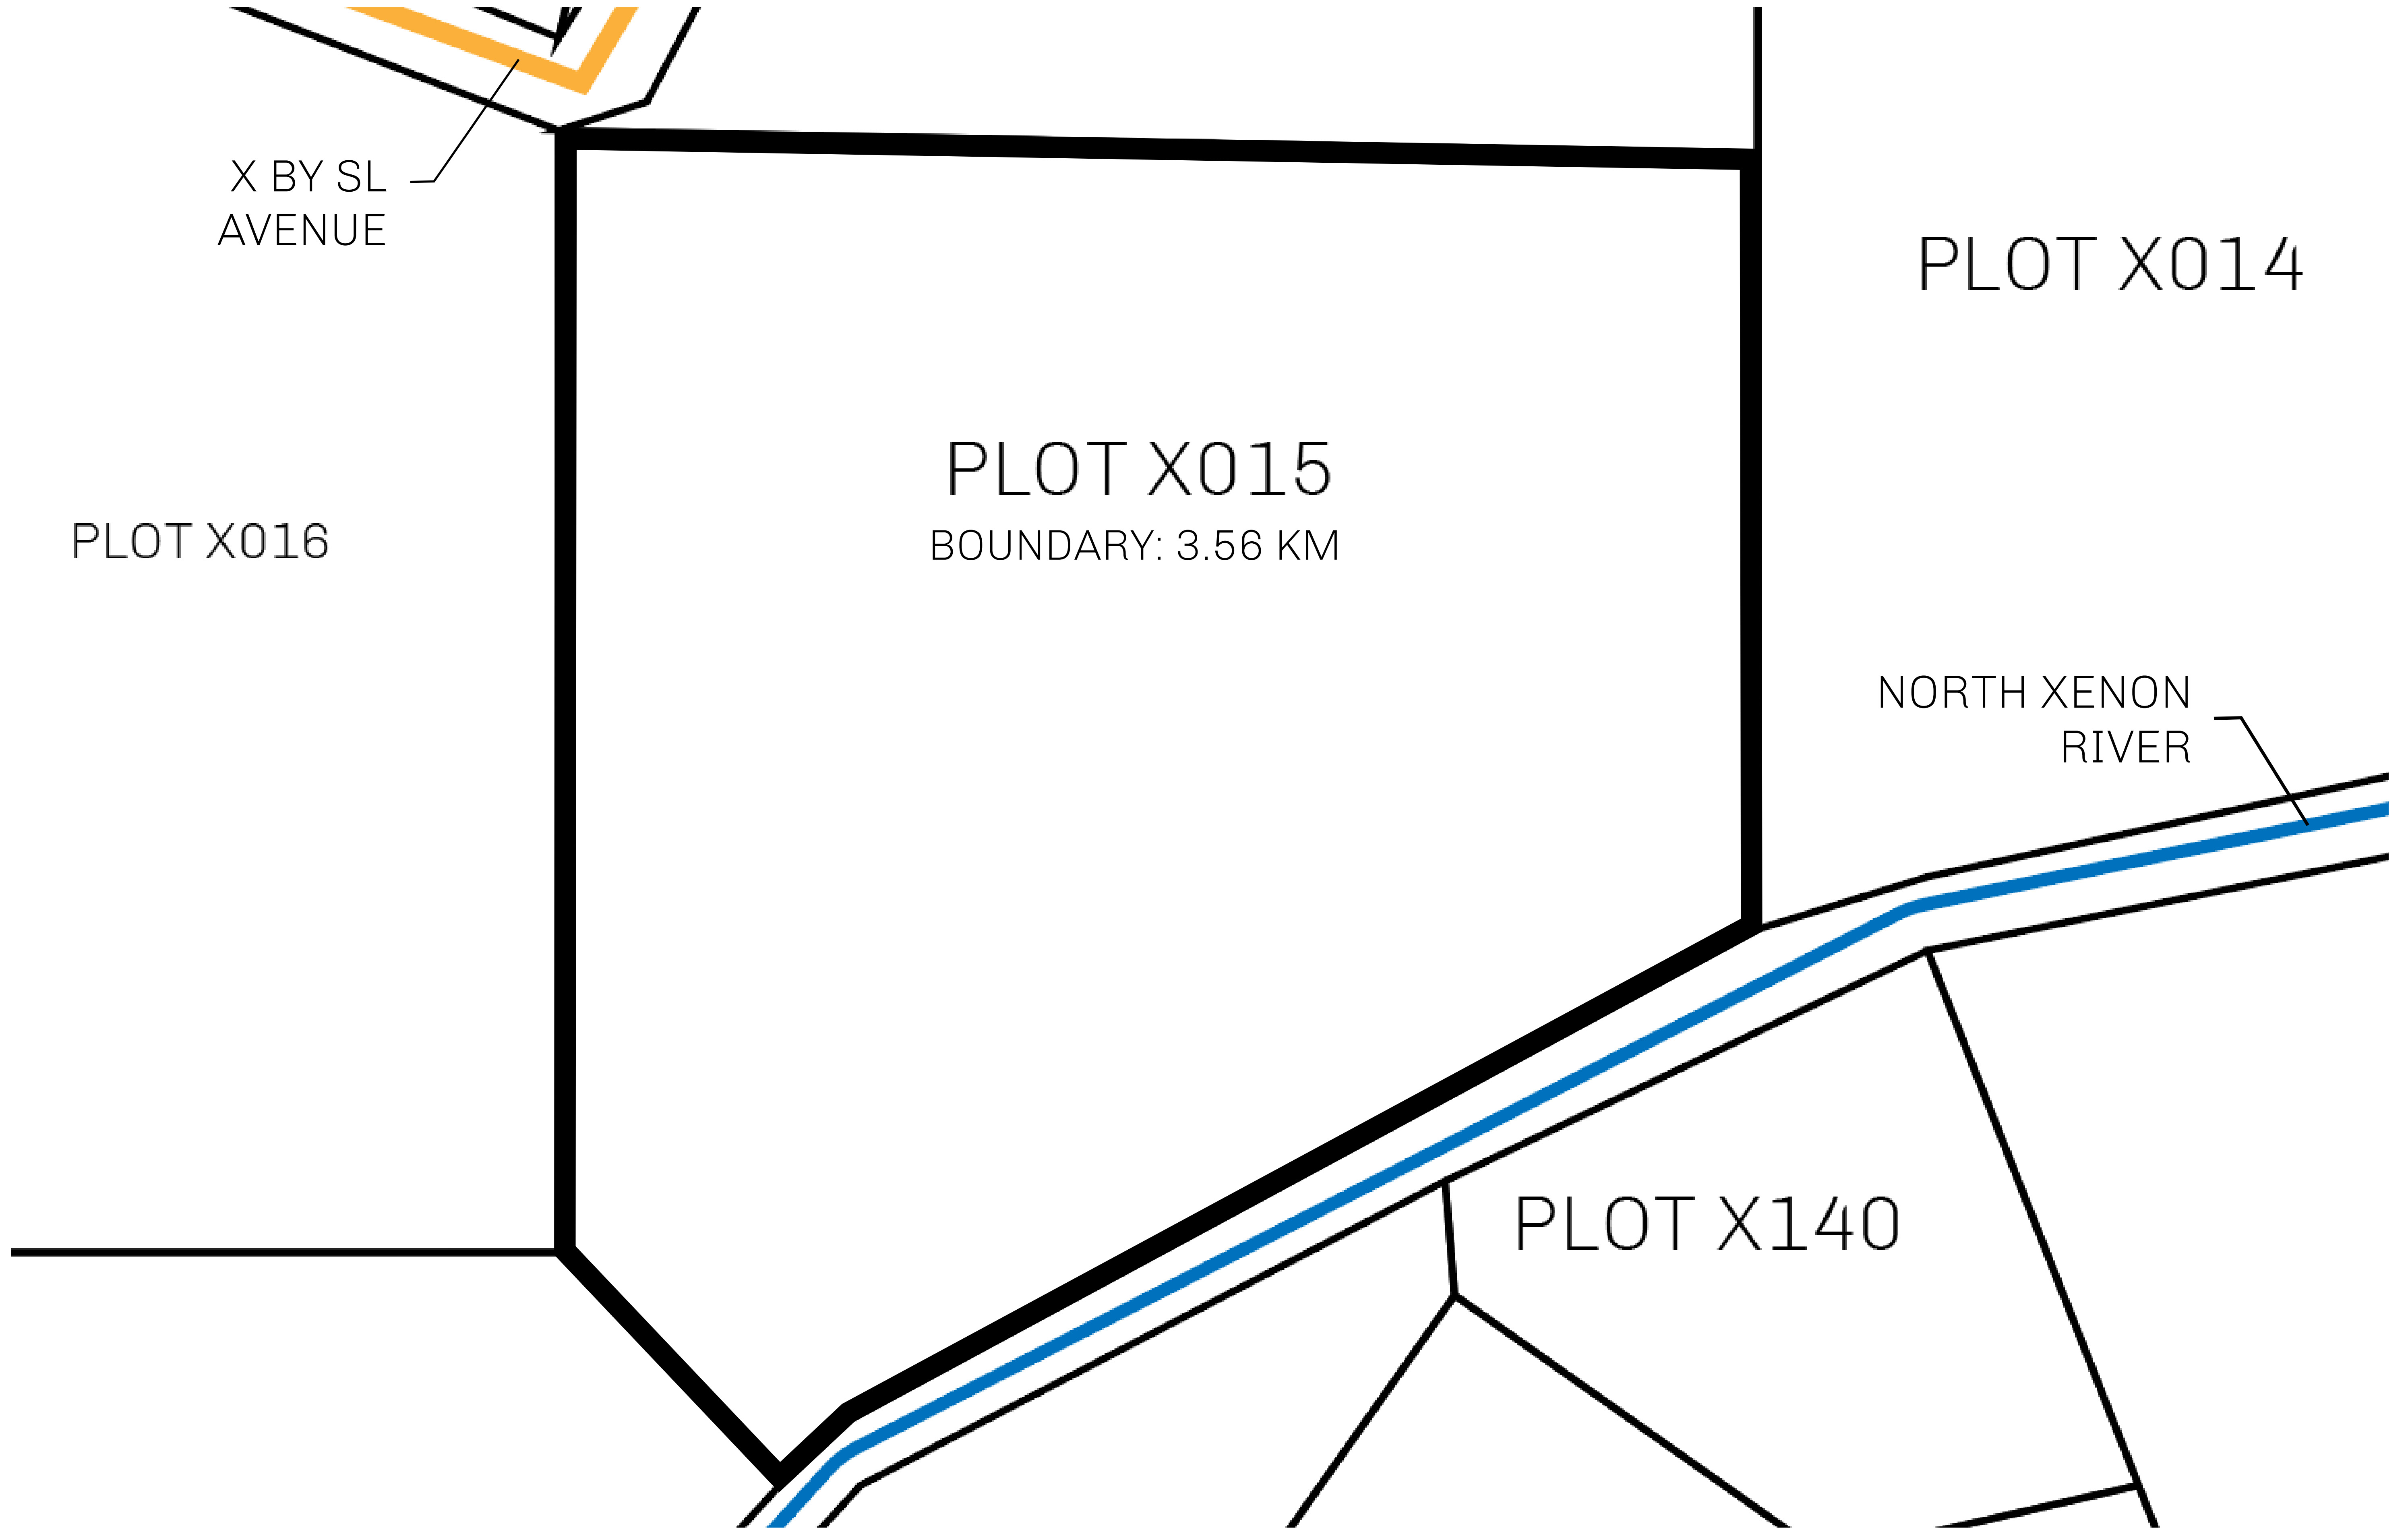 X BY SL
AVENUE
PLOT X014
PLOT X015
BOUNDARY: 3.56 KM
PLOT X016
NORTH XENON
RIVER
PLOT X140